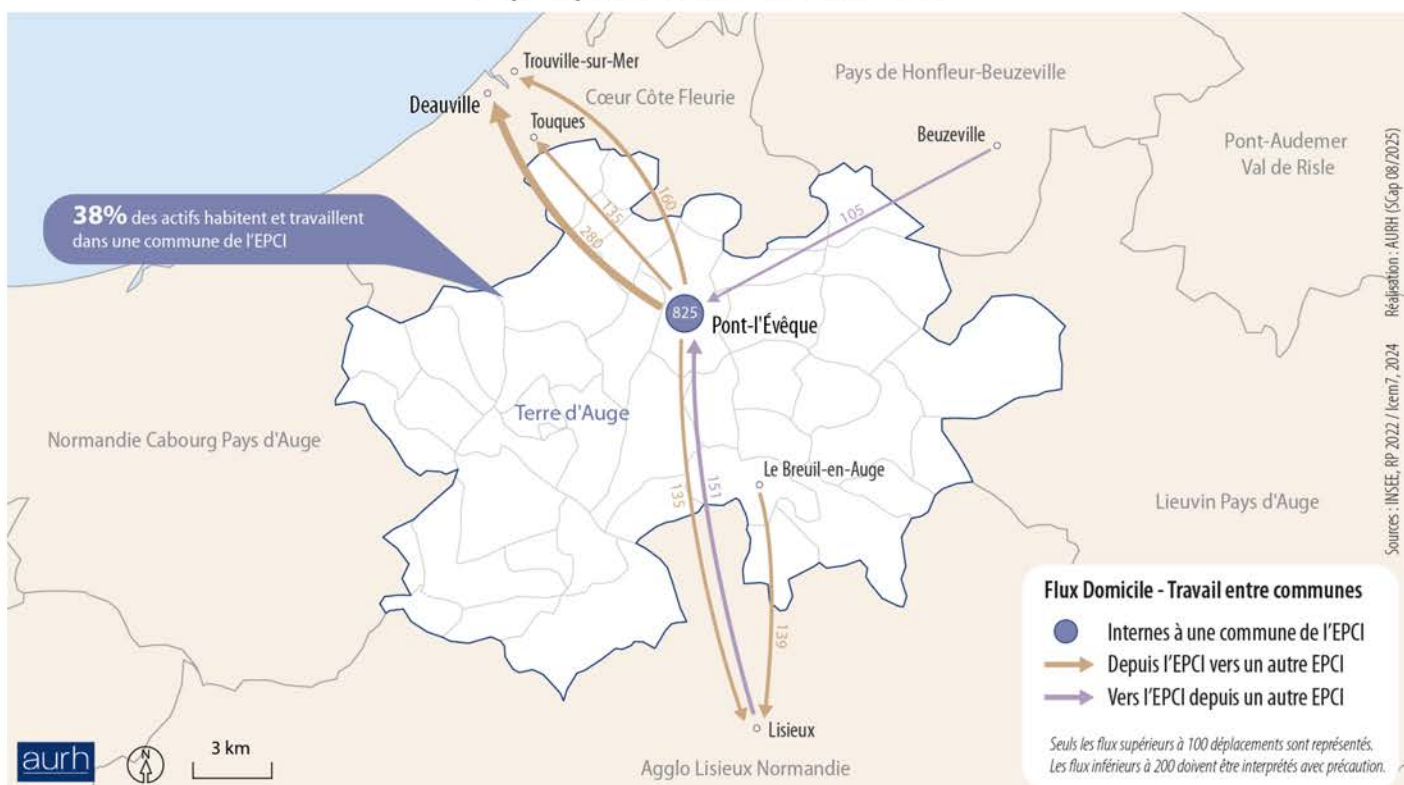 Trouville-sur-Mer
Pays de Honfleur-Beuzeville
Deauville
Cœur Côte Fleurie
Touques
Beuzeville
Pont-Audemer
Val de Risle
38% des actifs habitent et travaillent
dans une commune de l'EPCI
160
135
280
105
825
Pont-l'Évêque
Terre d'Auge
Normandie Cabourg Pays d'Auge
Le Breuil-en-Auge
135
151
139
Lieuvin Pays d'Auge
Lisieux
Agglo Lisieux Normandie
Flux Domicile - Travail entre communes
Internes à une commune de l'EPCI
Depuis l'EPCI vers un autre EPCI
Vers l'EPCI depuis un autre EPCI
Seuls les flux supérieurs à 100 déplacements sont représentés.
Les flux inférieurs à 200 doivent être interprétés avec précaution.
aurh
N
3 km
Sources : INSEE, RP 2022 / Icem7, 2024 Réalisation : AURH (SCap 08/2025)